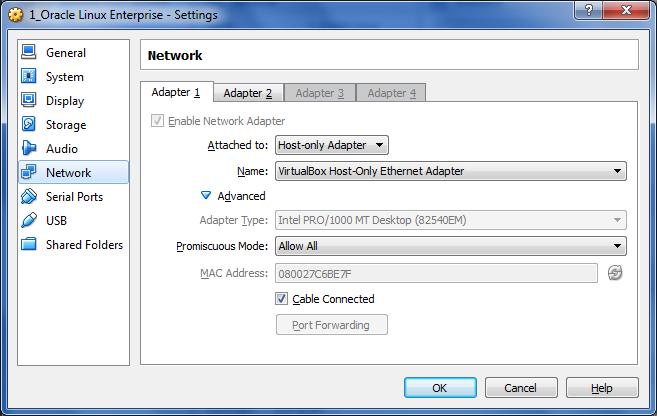 1_Oracle Linux Enterprise - Settings
General
System
Display
Storage
Audio
Network
Serial Ports
USB
Shared Folders
Network
Adapter 1 Adapter 2 Adapter 3 Adapter 4
Enable Network Adapter
Attached to: Host-only Adapter
Name: VirtualBox Host-Only Ethernet Adapter
Advanced
Adapter Type: Intel PRO/1000 MT Desktop (82540EM)
Promiscuous Mode: Allow All
MAC Address: 080027C6BE7F
Cable Connected
Port Forwarding
OK Cancel Help